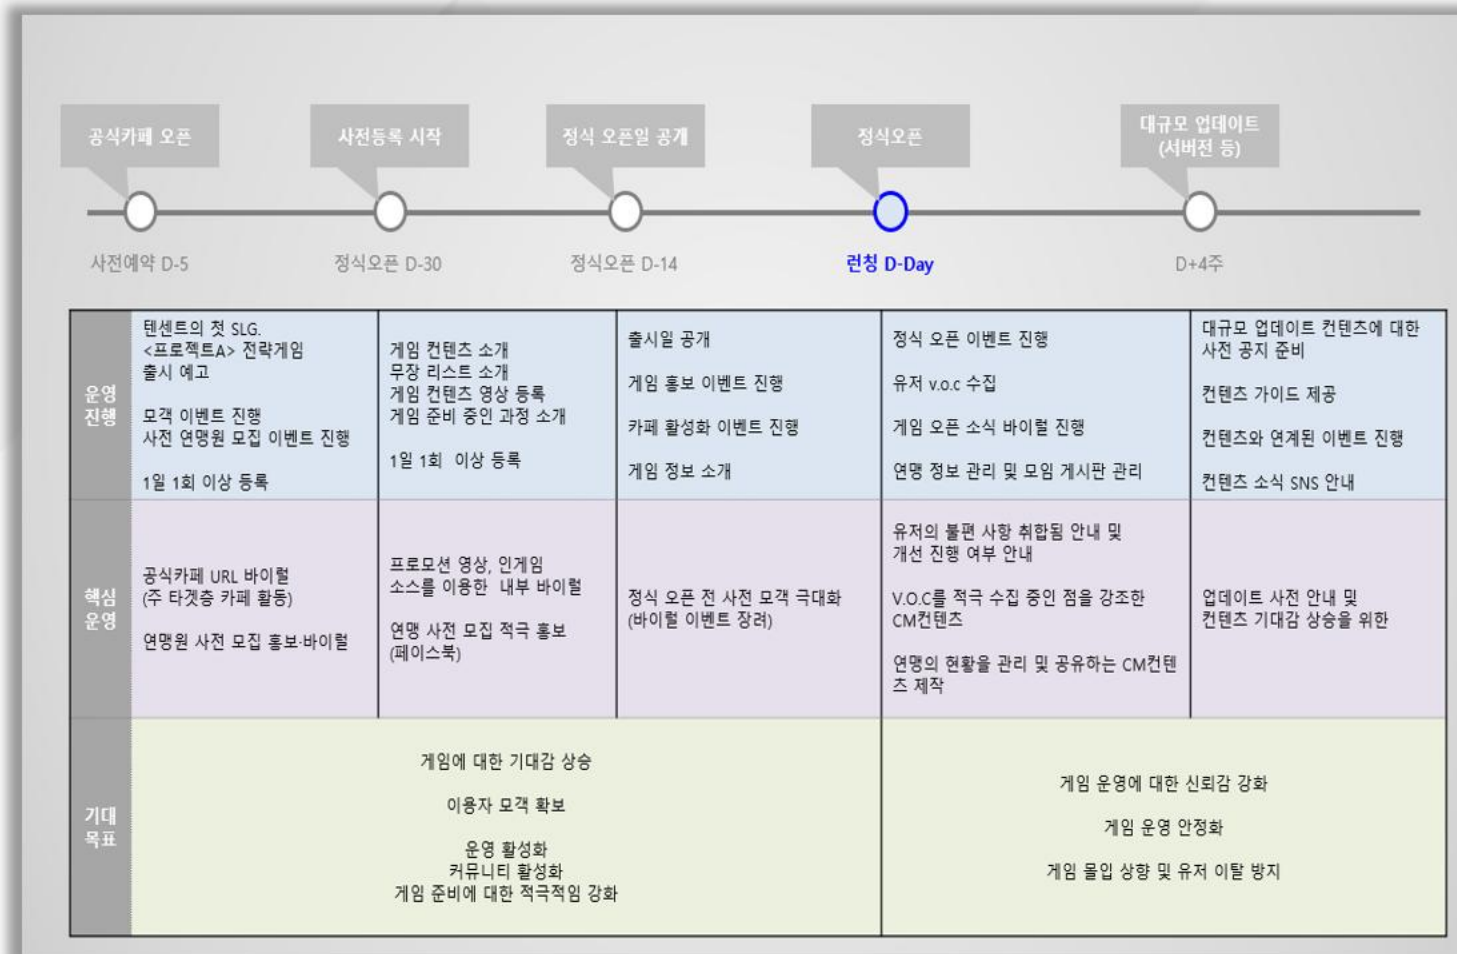 공식카페 오픈
사전등록 시작
정식 오픈일 공개
정식오픈
대규모 업데이트
(서버전 등)
사전예약 D-5
정식오픈 D-30
정식오픈 D-14
런칭 D-Day
D+4주
운영
진행
텐센트의 첫 SLG.
<프로젝트A> 전략게임
출시 예고
모객 이벤트 진행
사전 연맹원 모집 이벤트 진행
1일 1회 이상 등록
게임 컨텐츠 소개
무장 리스트 소개
게임 컨텐츠 영상 등록
게임 준비 중인 과정 소개
1일 1회 이상 등록
출시일 공개
게임 홍보 이벤트 진행
카페 활성화 이벤트 진행
게임 정보 소개
정식 오픈 이벤트 진행
유저 v.o.c 수집
게임 오픈 소식 바이럴 진행
연맹 정보 관리 및 모임 게시판 관리
대규모 업데이트 컨텐츠에 대한
사전 공지 준비
컨텐츠 가이드 제공
컨텐츠와 연계된 이벤트 진행
컨텐츠 소식 SNS 안내
핵심
운영
공식카페 URL 바이럴
(주 타겟층 카페 활동)
연맹원 사전 모집 홍보·바이럴
프로모션 영상, 인게임
소스를 이용한 내부 바이럴
연맹 사전 모집 적극 홍보
(페이스북)
정식 오픈 전 사전 모객 극대화
(바이럴 이벤트 장려)
유저의 불편 사항 취합됨 안내 및
개선 진행 여부 안내
V.O.C를 적극 수집 중인 점을 강조한
CM컨텐츠
연맹의 현황을 관리 및 공유하는 CM컨텐
츠 제작
업데이트 사전 안내 및
컨텐츠 기대감 상승을 위한
기대
목표
게임에 대한 기대감 상승
이용자 모객 확보
운영 활성화
커뮤니티 활성화
게임 준비에 대한 적극적임 강화
게임 운영에 대한 신뢰감 강화
게임 운영 안정화
게임 몰입 상향 및 유저 이탈 방지